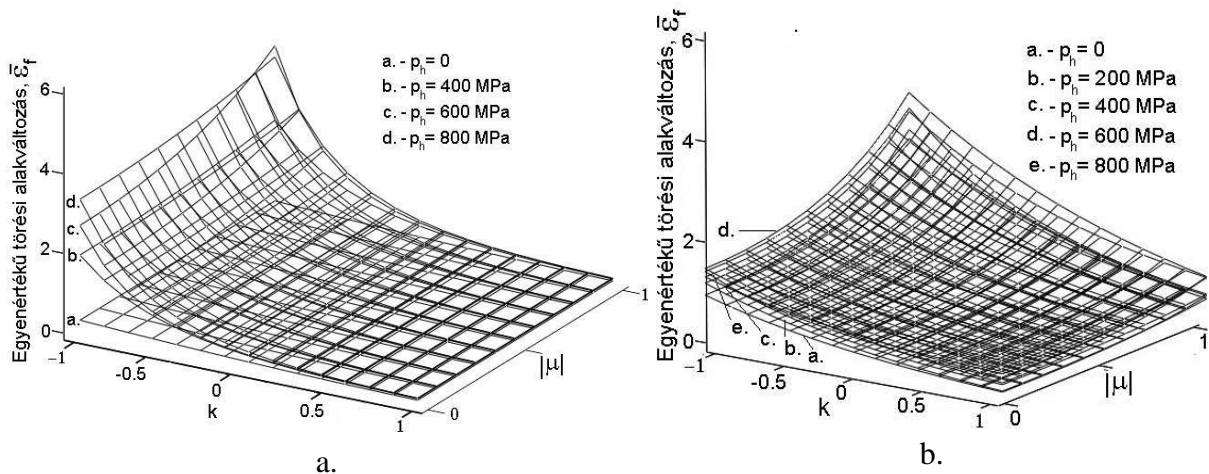 Egyenértékű törési alakváltozás, ε̄f
6
4
2
0
a. - ph= 0
b. - ph= 400 MPa
c. - ph= 600 MPa
d. - ph= 800 MPa
d.
c.
b.
a.
−1
-0.5
0
0.5
1
k
0
1
|μ|
a.
Egyenértékű törési alakváltozás, ε̄f
6
4
2
0
a. - ph= 0
b. - ph= 200 MPa
c. - ph= 400 MPa
d. - ph= 600 MPa
e. - ph= 800 MPa
d.
e.
c.
b.
a.
−1
-0.5
0
0.5
1
k
0
1
|μ|
b.